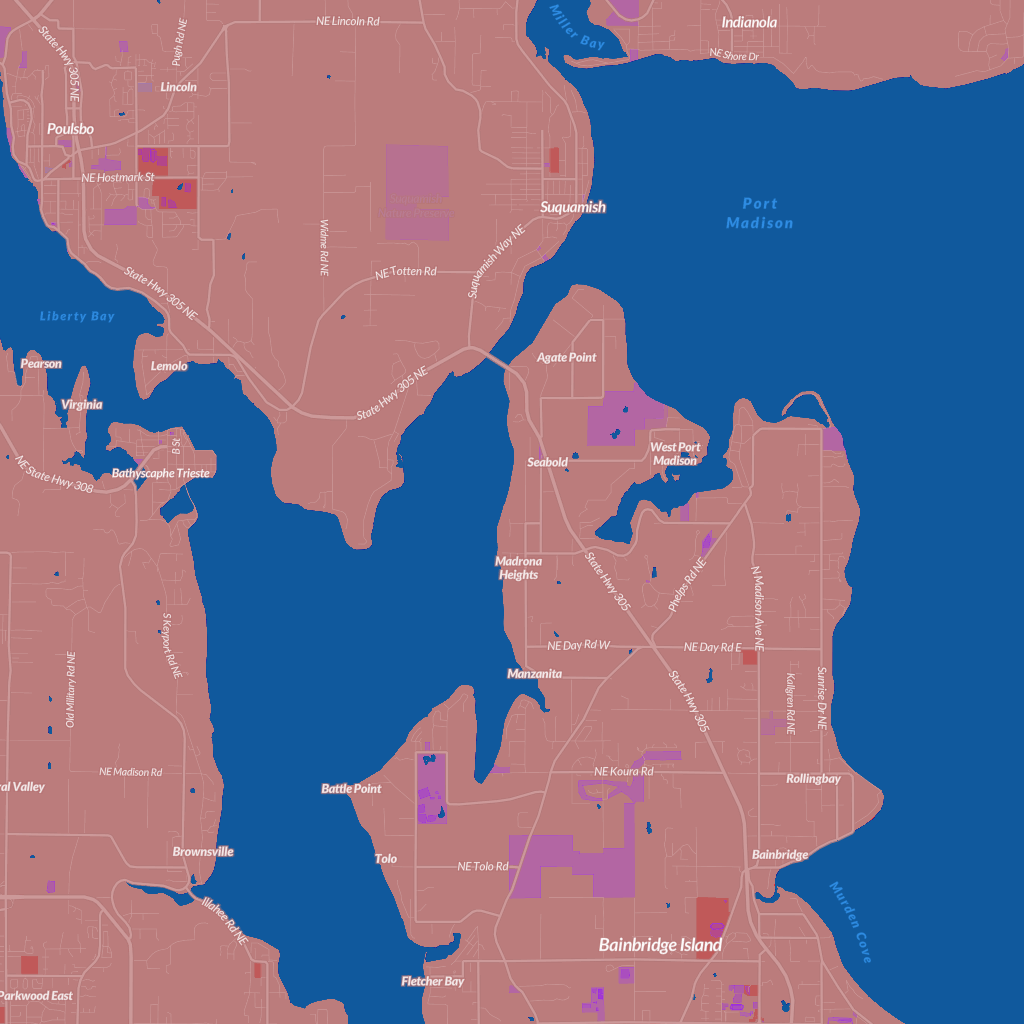 Miller Bay
Indianola
NE Shore Dr
NE Lincoln Rd
Pugh Rd NE
State Hwy 305 NE
Lincoln
Poulsbo
NE Hostmark St
Suquamish
Port
Madison
Widme Rd NE
Suquamish Way NE
NE Totten Rd
State Hwy 305 NE
Liberty Bay
Pearson
Lemolo
Virginia
State Hwy 305 NE
Agate Point
B St
Bathyscaphe Trieste
NE State Hwy 308
Seabold
West Port
Madison
Madrona
Heights
State Hwy 305
Phelps Rd NE
N Madison Ave NE
S Keyport Rd NE
Old Military Rd NE
NE Day Rd W
NE Day Rd E
Manzanita
State Hwy 305
Kallgren Rd NE
Sunrise Dr NE
NE Madison Rd
ral Valley
Battle Point
NE Koura Rd
Rollingbay
Brownsville
Tolo
NE Tolo Rd
Bainbridge
Illahee Rd NE
Murden Cove
Bainbridge Island
Fletcher Bay
Parkwood East